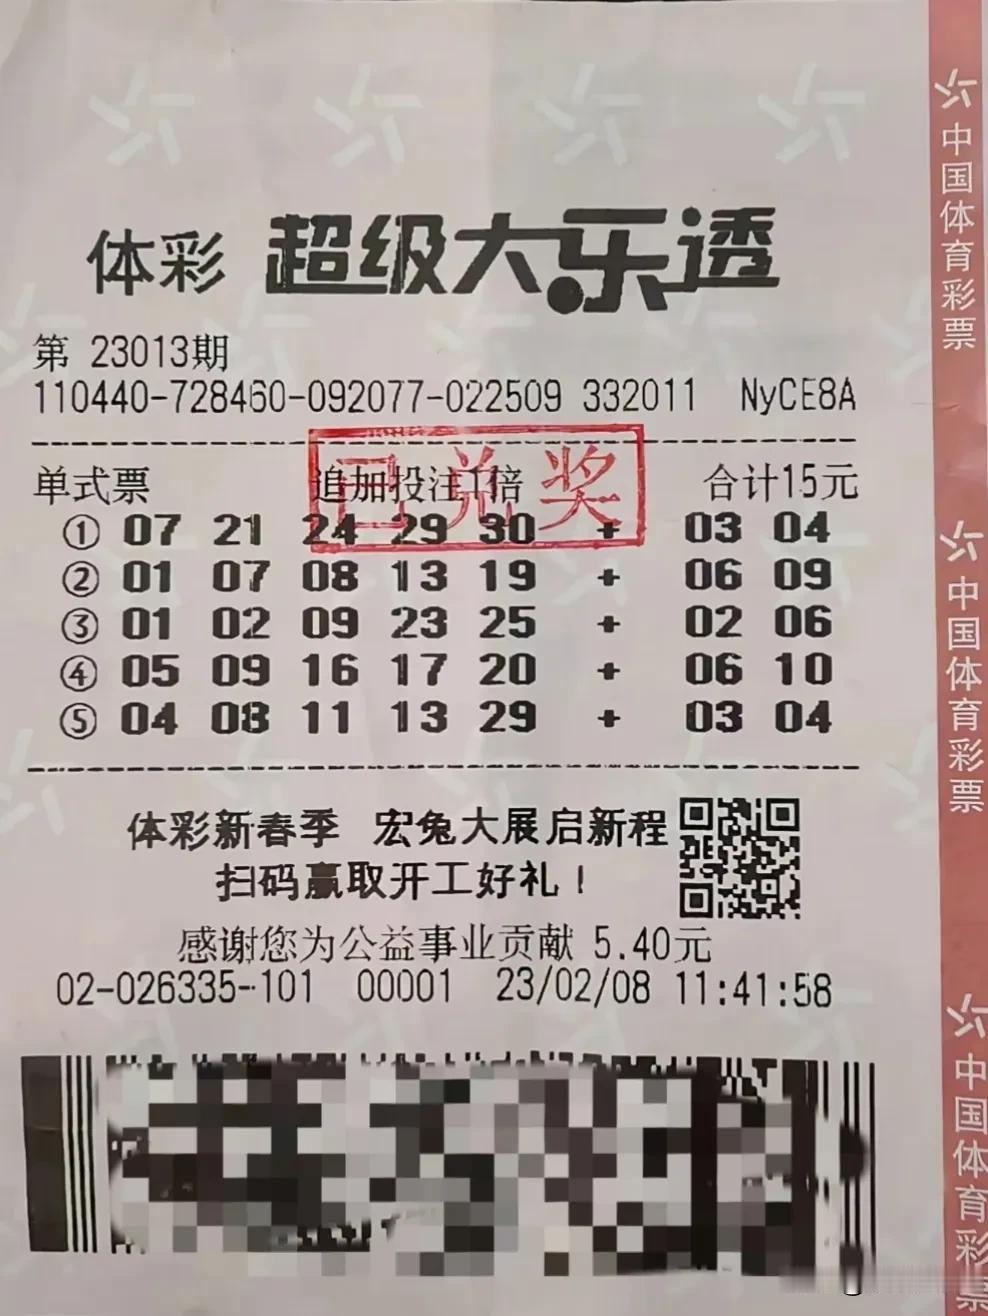 体彩 超级大乐透
第 23013期
110440-728460-092077-022509 332011 NyCE8A
单式票 追加投注1倍 合计15元
已兑奖
① 07 21 24 29 30 + 03 04
② 01 07 08 13 19 + 06 09
③ 01 02 09 23 25 + 02 06
④ 05 09 16 17 20 + 06 10
⑤ 04 08 11 13 29 + 03 04
体彩新春季 宏兔大展启新程
扫码赢取开工好礼！
感谢您为公益事业贡献 5.40元
02-026335-101 00001 23/02/08 11:41:58
中国体育彩票
中国体育彩票
中国体育彩票